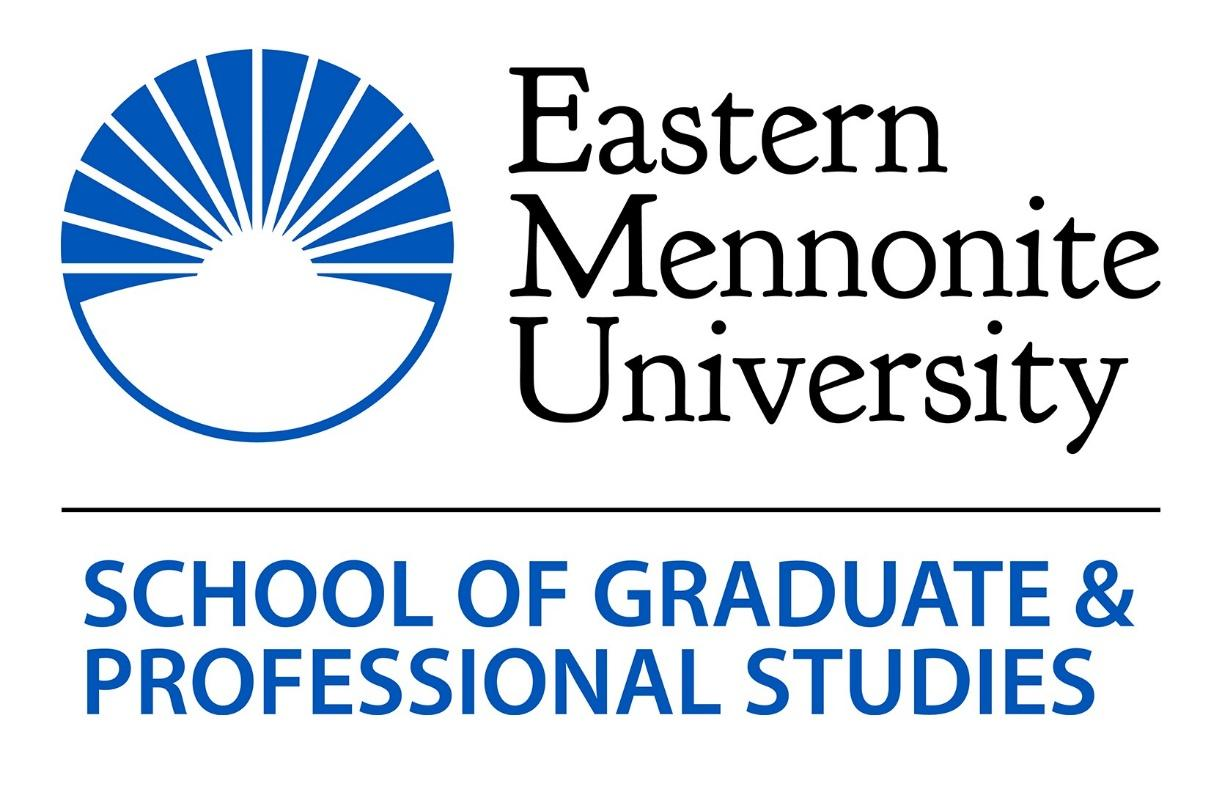 Eastern
Mennonite
University
SCHOOL OF GRADUATE &
PROFESSIONAL STUDIES